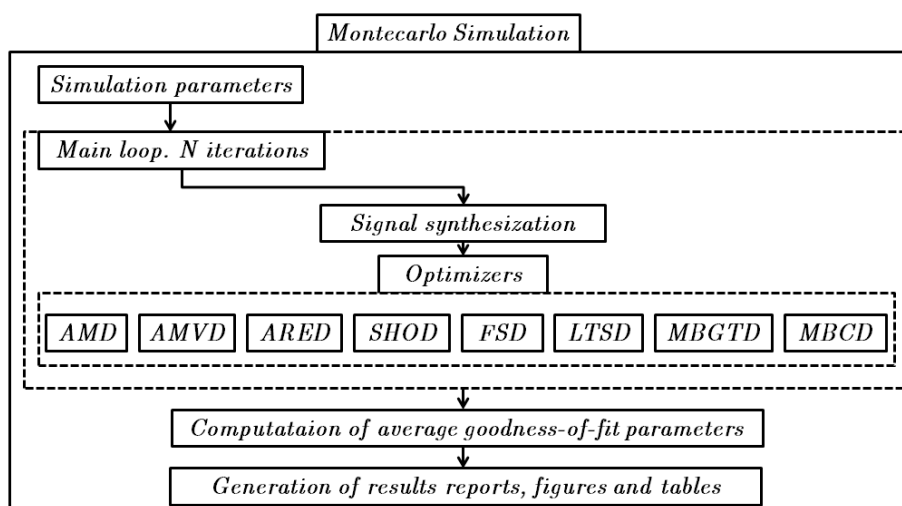 Montecarlo Simulation
Simulation parameters
Main loop. N iterations
Signal synthesization
Optimizers
AMD AMVD ARED SHOD FSD LTSD MBGTD MBCD
Computataion of average goodness-of-fit parameters
Generation of results reports, figures and tables